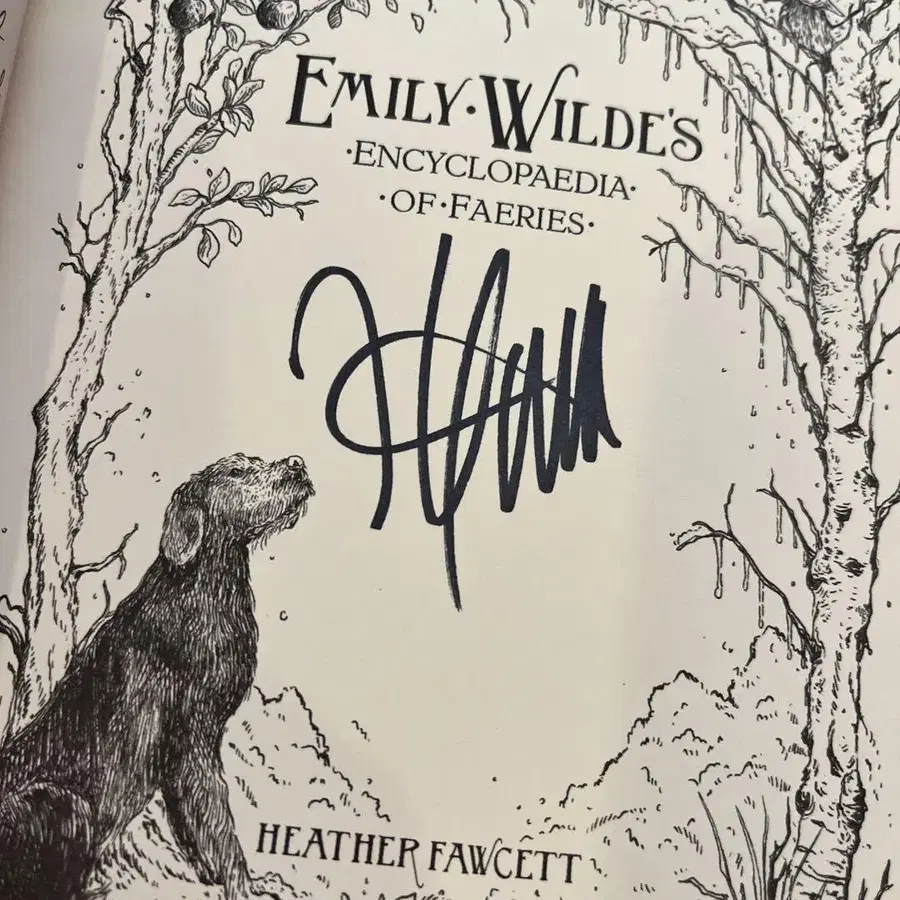 EMILY·WILDE'S
·ENCYCLOPAEDIA·
·OF·FAERIES·
HEATHER FAWCETT